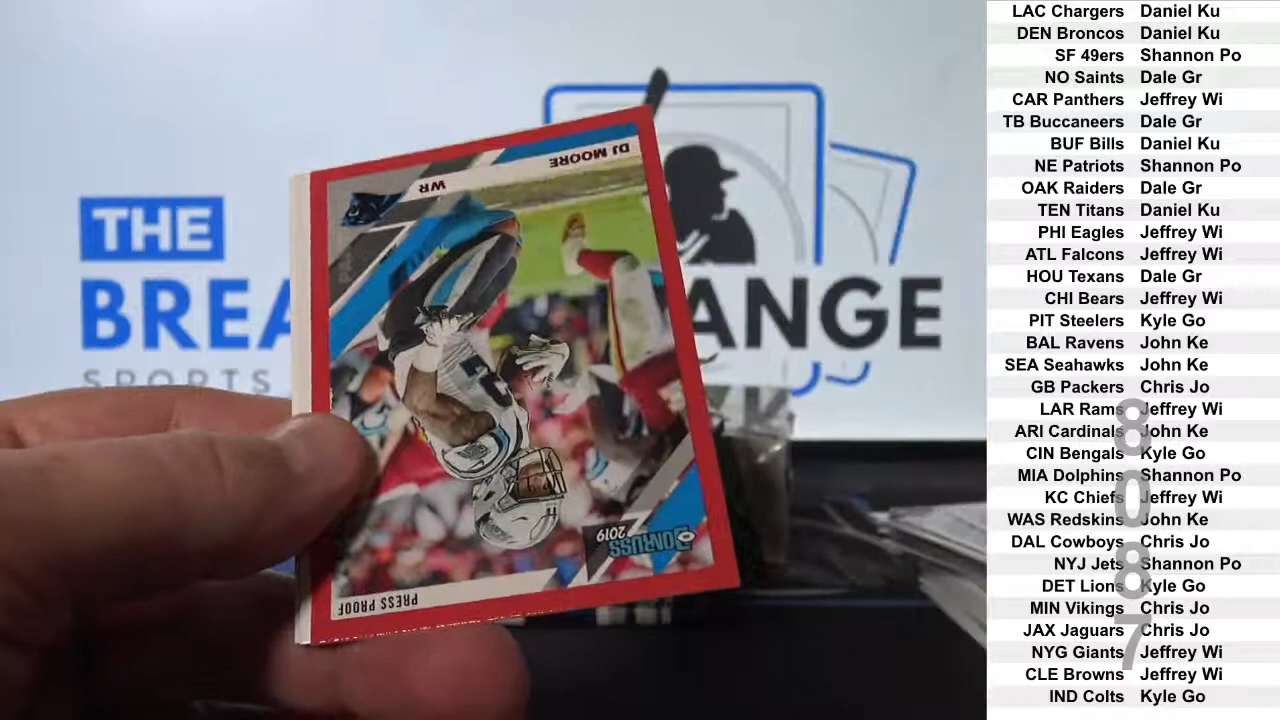 THE
BREA
ANGE
SPORTS
DJ MOORE
WR
2019
DONRUSS
PRESS PROOF
LAC Chargers Daniel Ku
DEN Broncos Daniel Ku
SF 49ers Shannon Po
NO Saints Dale Gr
CAR Panthers Jeffrey Wi
TB Buccaneers Dale Gr
BUF Bills Daniel Ku
NE Patriots Shannon Po
OAK Raiders Dale Gr
TEN Titans Daniel Ku
PHI Eagles Jeffrey Wi
ATL Falcons Jeffrey Wi
HOU Texans Dale Gr
CHI Bears Jeffrey Wi
PIT Steelers Kyle Go
BAL Ravens John Ke
SEA Seahawks John Ke
GB Packers Chris Jo
LAR Rams Jeffrey Wi
ARI Cardinals John Ke
CIN Bengals Kyle Go
MIA Dolphins Shannon Po
KC Chiefs Jeffrey Wi
WAS Redskins John Ke
DAL Cowboys Chris Jo
NYJ Jets Shannon Po
DET Lions Kyle Go
MIN Vikings Chris Jo
JAX Jaguars Chris Jo
NYG Giants Jeffrey Wi
CLE Browns Jeffrey Wi
IND Colts Kyle Go
8087